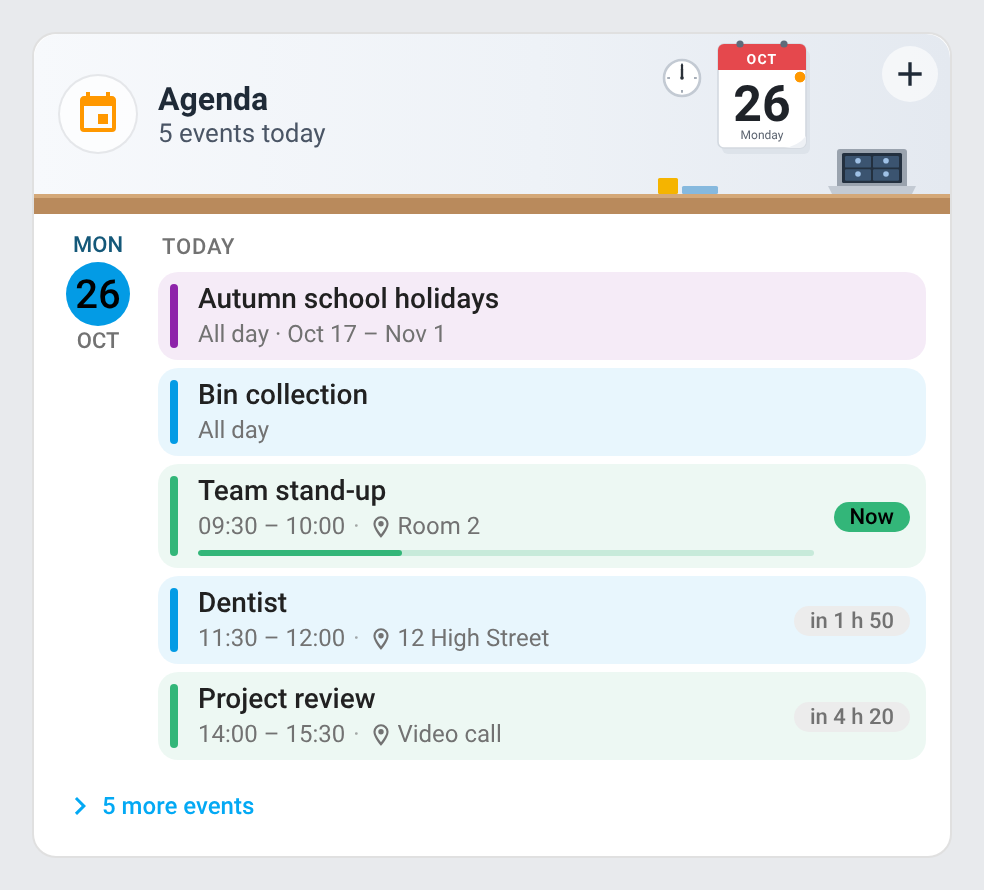 Agenda
5 events today
OCT
26
Monday
MON
26
OCT
TODAY
Autumn school holidays
All day · Oct 17 – Nov 1
Bin collection
All day
Team stand-up
09:30 – 10:00 · Room 2
Now
Dentist
11:30 – 12:00 · 12 High Street
in 1 h 50
Project review
14:00 – 15:30 · Video call
in 4 h 20
5 more events